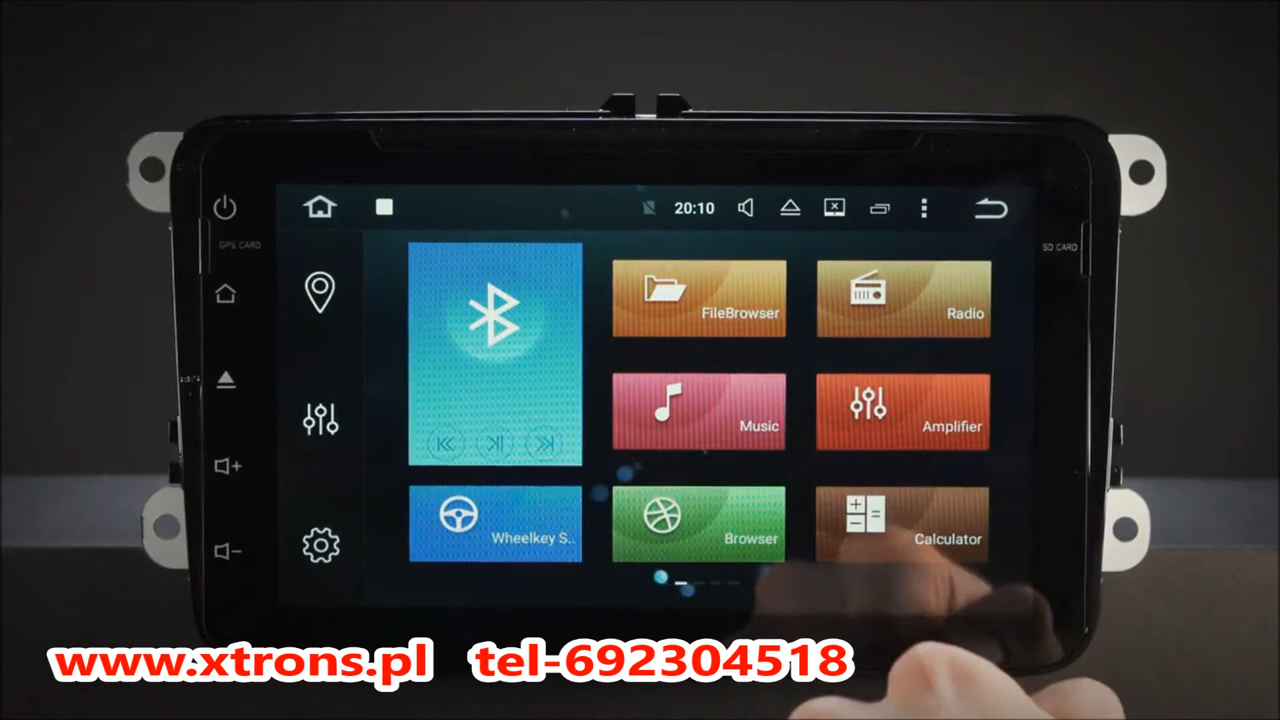 20:10
GPS CARD
SD CARD
FileBrowser
Radio
Music
Amplifier
Wheelkey S..
Browser
Calculator
www.xtrons.pl tel-692304518